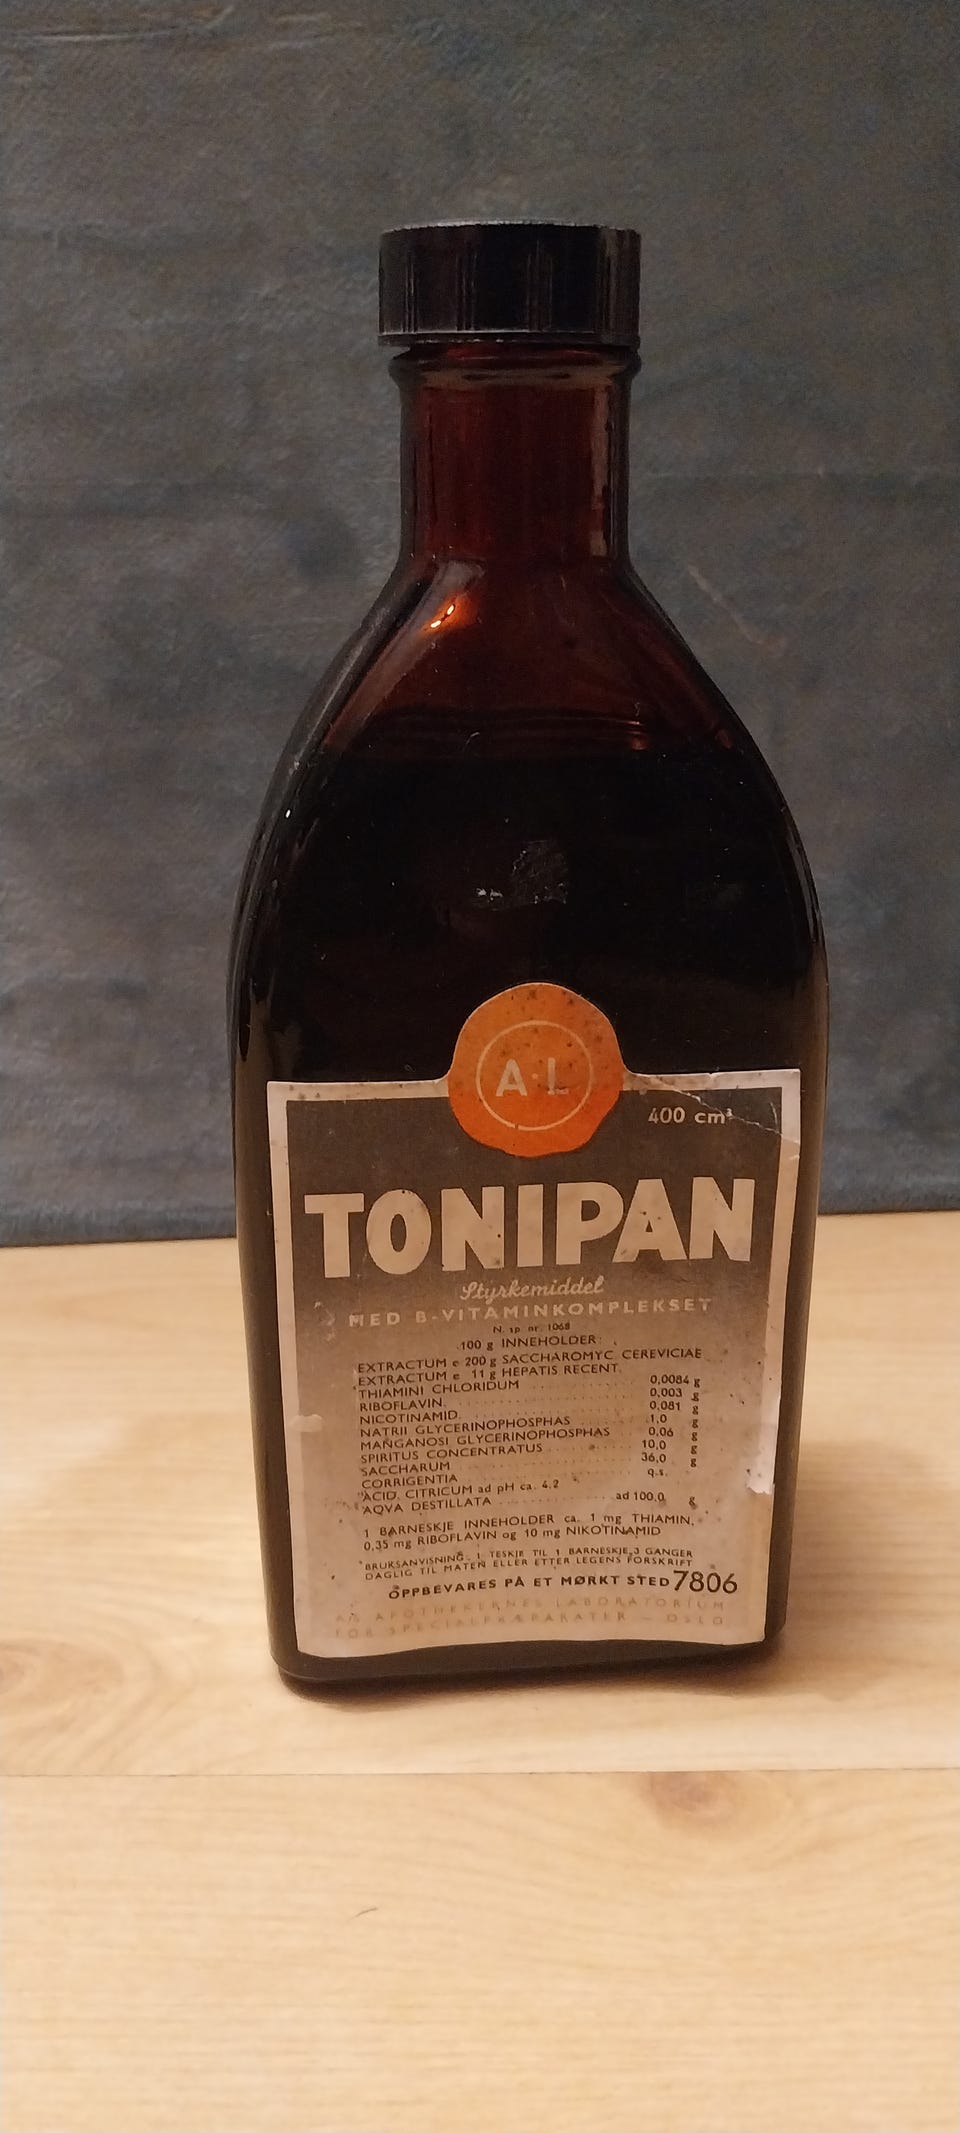 A·L
400 cm³
TONIPAN
Styrkemiddel
MED B-VITAMINKOMPLEKSET
N. sp. nr. 1068
100 g INNEHOLDER:
EXTRACTUM e 200 g SACCHAROMYC. CEREVICIAE
EXTRACTUM e 11 g HEPATIS RECENT.
THIAMINI CHLORIDUM 0,0084 g
RIBOFLAVIN. 0,003 g
NICOTINAMID. 0,081 g
NATRII GLYCERINOPHOSPHAS 1,0 g
MANGANOSI GLYCERINOPHOSPHAS 0,06 g
SPIRITUS CONCENTRATUS 10,0 g
SACCHARUM 36,0 g
CORRIGENTIA q.s.
ACID. CITRICUM ad pH ca. 4,2
AQVA DESTILLATA ad 100,0 g
1 BARNESKJE INNEHOLDER ca. 1 mg THIAMIN,
0,35 mg RIBOFLAVIN og 10 mg NIKOTINAMID
BRUKSANVISNING: 1 TESKJE TIL 1 BARNESKJE 3 GANGER
DAGLIG TIL MATEN ELLER ETTER LEGENS FORSKRIFT
OPPBEVARES PÅ ET MØRKT STED 7806
A/S APOTHEKERNES LABORATORIUM
FOR SPECIALPRÆPARATER — OSLO